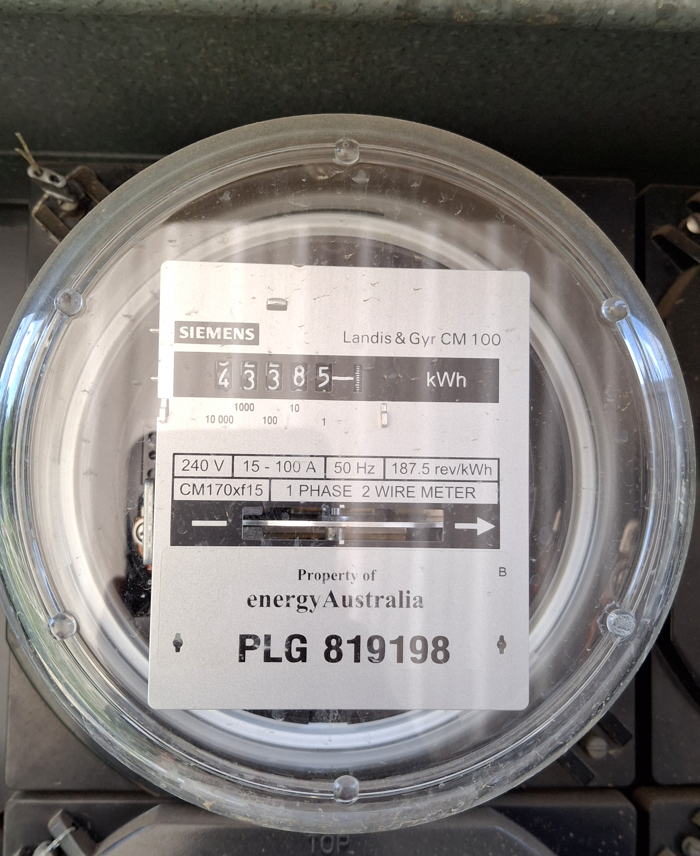 SIEMENS
Landis & Gyr CM 100
43385 kWh
1000 10
10 000 100 1
240 V 15 - 100 A 50 Hz 187.5 rev/kWh
CM170xf15 1 PHASE 2 WIRE METER
B
Property of
energyAustralia
PLG 819198
TOP